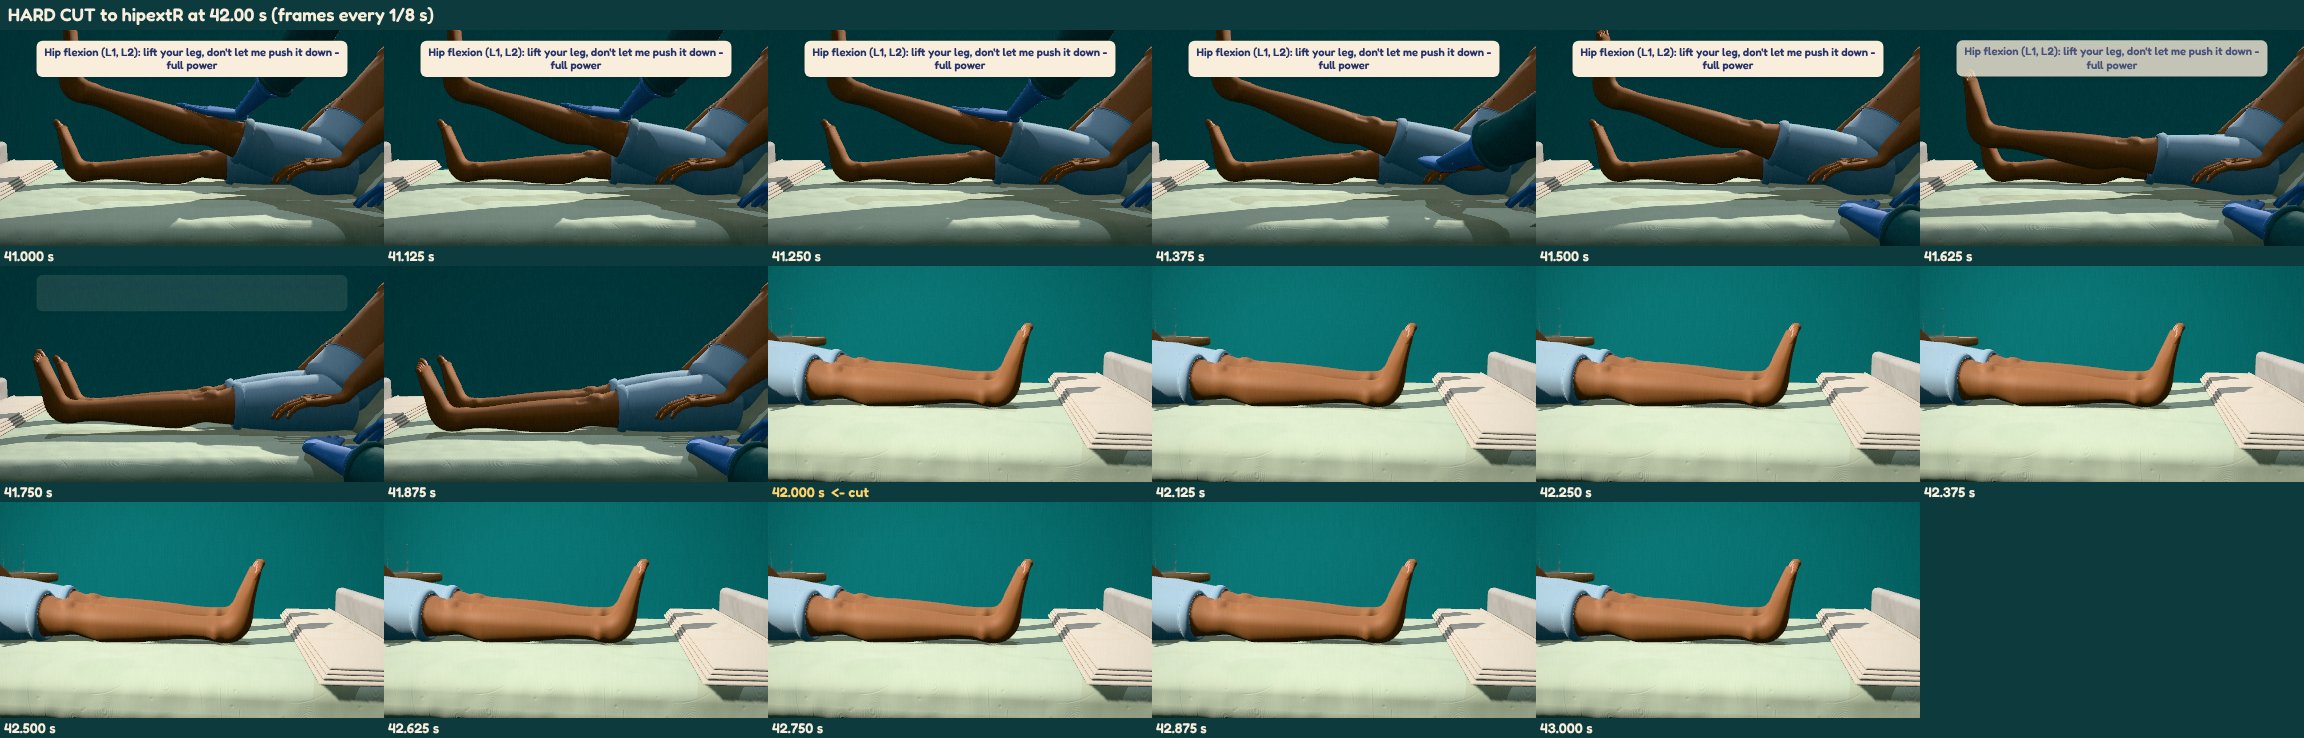 HARD CUT to hipextR at 42.00 s (frames every 1/8 s)
Hip flexion (L1, L2): lift your leg, don't let me push it down -
full power
Hip flexion (L1, L2): lift your leg, don't let me push it down -
full power
Hip flexion (L1, L2): lift your leg, don't let me push it down -
full power
Hip flexion (L1, L2): lift your leg, don't let me push it down -
full power
Hip flexion (L1, L2): lift your leg, don't let me push it down -
full power
Hip flexion (L1, L2): lift your leg, don't let me push it down -
full power
41.000 s
41.125 s
41.250 s
41.375 s
41.500 s
41.625 s
41.750 s
41.875 s
42.000 s <- cut
42.125 s
42.250 s
42.375 s
42.500 s
42.625 s
42.750 s
42.875 s
43.000 s